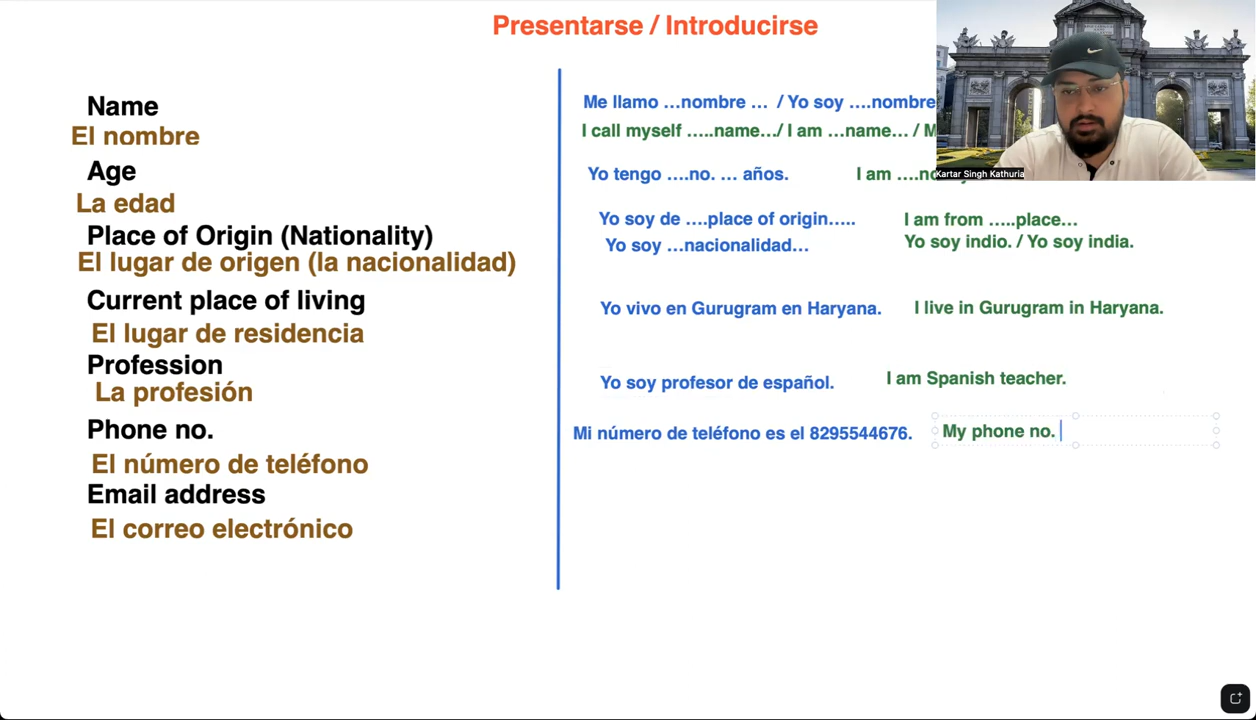 Presentarse / Introducirse
Name
El nombre
Age
La edad
Place of Origin (Nationality)
El lugar de origen (la nacionalidad)
Current place of living
El lugar de residencia
Profession
La profesión
Phone no.
El número de teléfono
Email address
El correo electrónico
Me llamo …nombre … / Yo soy ….nombre
I call myself …..name…/ I am …name… / M
Yo tengo ….no. … años. I am ….no
Yo soy de ….place of origin….. I am from …..place…
Yo soy …nacionalidad… Yo soy indio. / Yo soy india.
Yo vivo en Gurugram en Haryana. I live in Gurugram in Haryana.
Yo soy profesor de español. I am Spanish teacher.
Mi número de teléfono es el 8295544676. My phone no.
Kartar Singh Kathuria